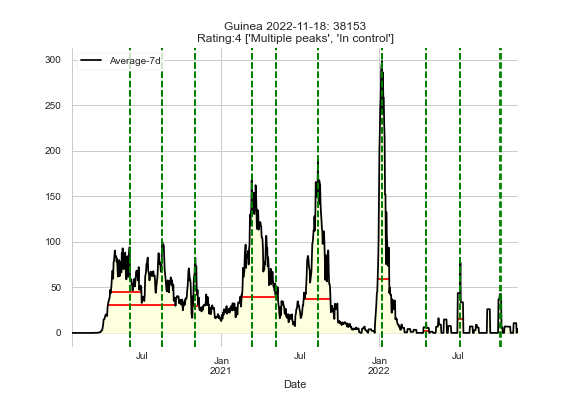 Guinea 2022-11-18: 38153
Rating:4 ['Multiple peaks', 'In control']
Average-7d
300
250
200
150
100
50
0
Jul
Jan
2021
Jul
Jan
2022
Jul
Date